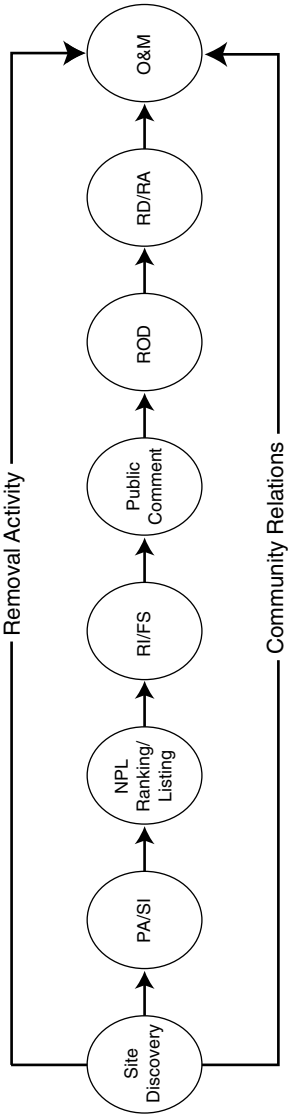 Removal Activity
Site
Discovery
PA/SI
NPL
Ranking/
Listing
RI/FS
Public
Comment
ROD
RD/RA
O&M
Community Relations